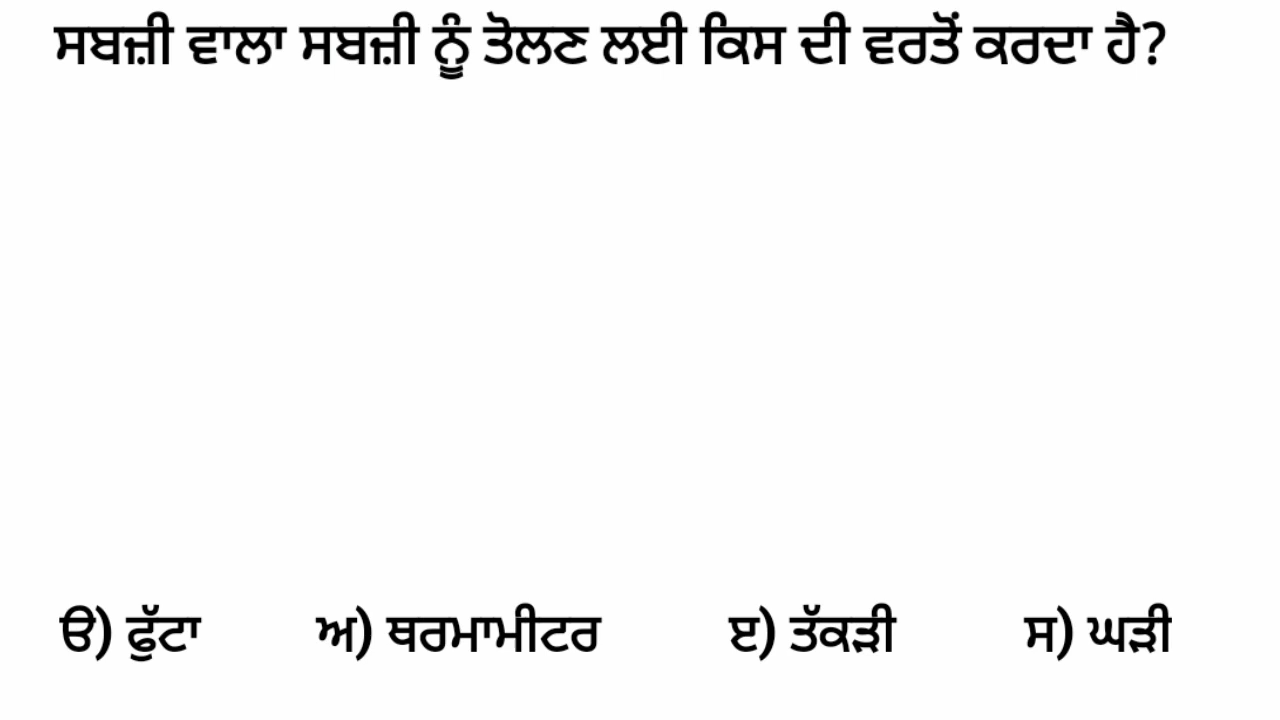 ਸਬਜ਼ੀ ਵਾਲਾ ਸਬਜ਼ੀ ਨੂੰ ਤੋਲਣ ਲਈ ਕਿਸ ਦੀ ਵਰਤੋਂ ਕਰਦਾ ਹੈ?
ੳ) ਫੁੱਟਾ ਅ) ਥਰਮਾਮੀਟਰ ੲ) ਤੱਕੜੀ ਸ) ਘੜੀ